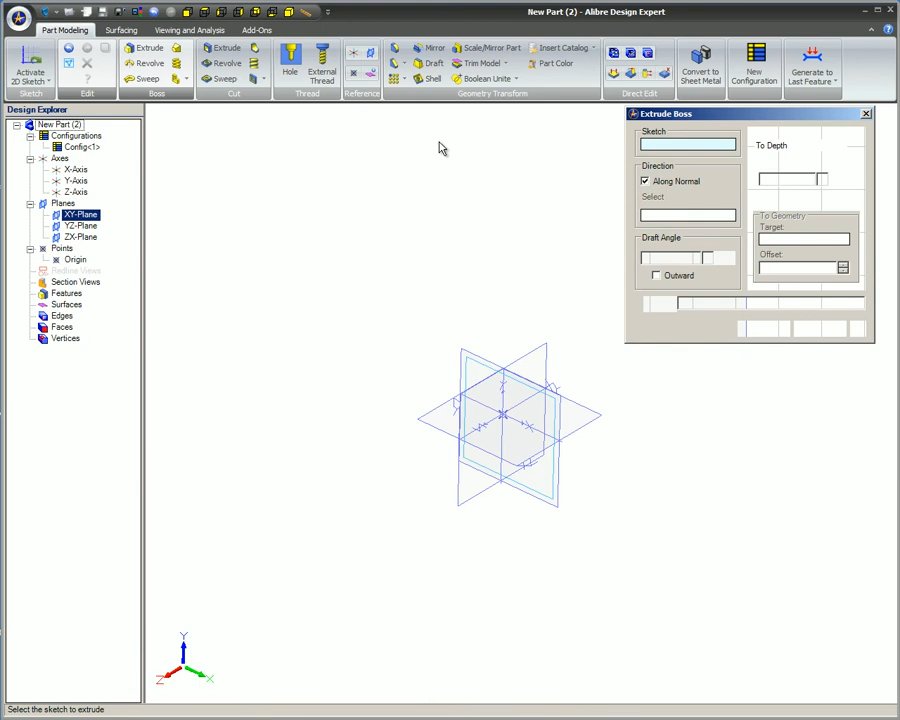 New Part (2) - Alibre Design Expert
Part Modeling
Surfacing
Viewing and Analysis
Add-Ons
Activate
2D Sketch
Sketch
Edit
Extrude
Revolve
Sweep
Boss
Extrude
Revolve
Sweep
Cut
Hole
External
Thread
Thread
Reference
Mirror
Draft
Shell
Scale/Mirror Part
Trim Model
Boolean Unite
Insert Catalog
Part Color
Geometry Transform
Direct Edit
Convert to
Sheet Metal
New
Configuration
Generate to
Last Feature
Design Explorer
New Part (2)
Configurations
Config<1>
Axes
X-Axis
Y-Axis
Z-Axis
Planes
XY-Plane
YZ-Plane
ZX-Plane
Points
Origin
Redline Views
Section Views
Features
Surfaces
Edges
Faces
Vertices
Extrude Boss
Sketch
Direction
Along Normal
Select
Draft Angle
Outward
To Depth
To Geometry
Target:
Offset:
Y
Z
X
Select the sketch to extrude